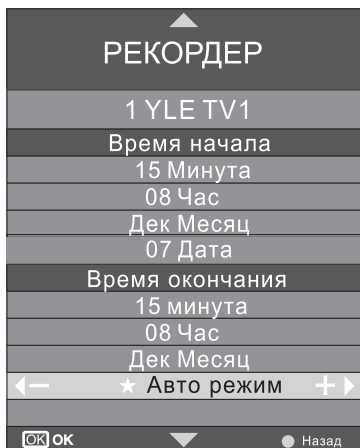 РЕКОРДЕР
1 YLE TV1
Время начала
15 Минута
08 Час
Дек Месяц
07 Дата
Время окончания
15 минута
08 Час
Дек Месяц
★ Авто режим
OK OK
Назад